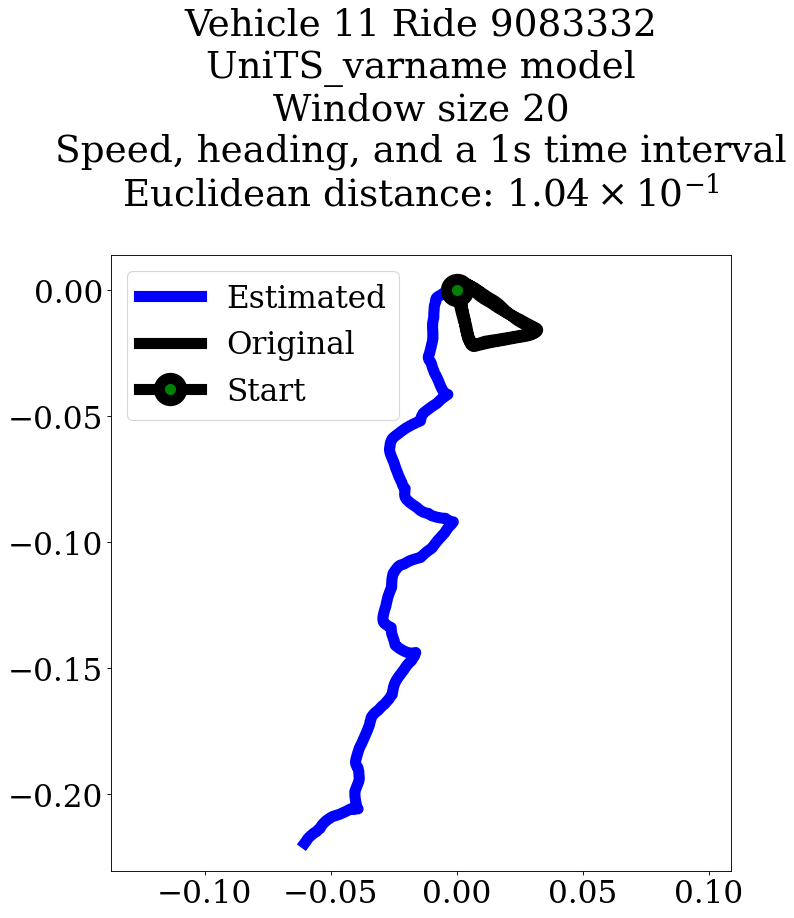 Vehicle 11 Ride 9083332
UniTS_varname model
Window size 20
Speed, heading, and a 1s time interval
Euclidean distance: 1.04 × 10⁻¹
Estimated
Original
Start
0.00
−0.05
−0.10
−0.15
−0.20
−0.10 −0.05 0.00 0.05 0.10